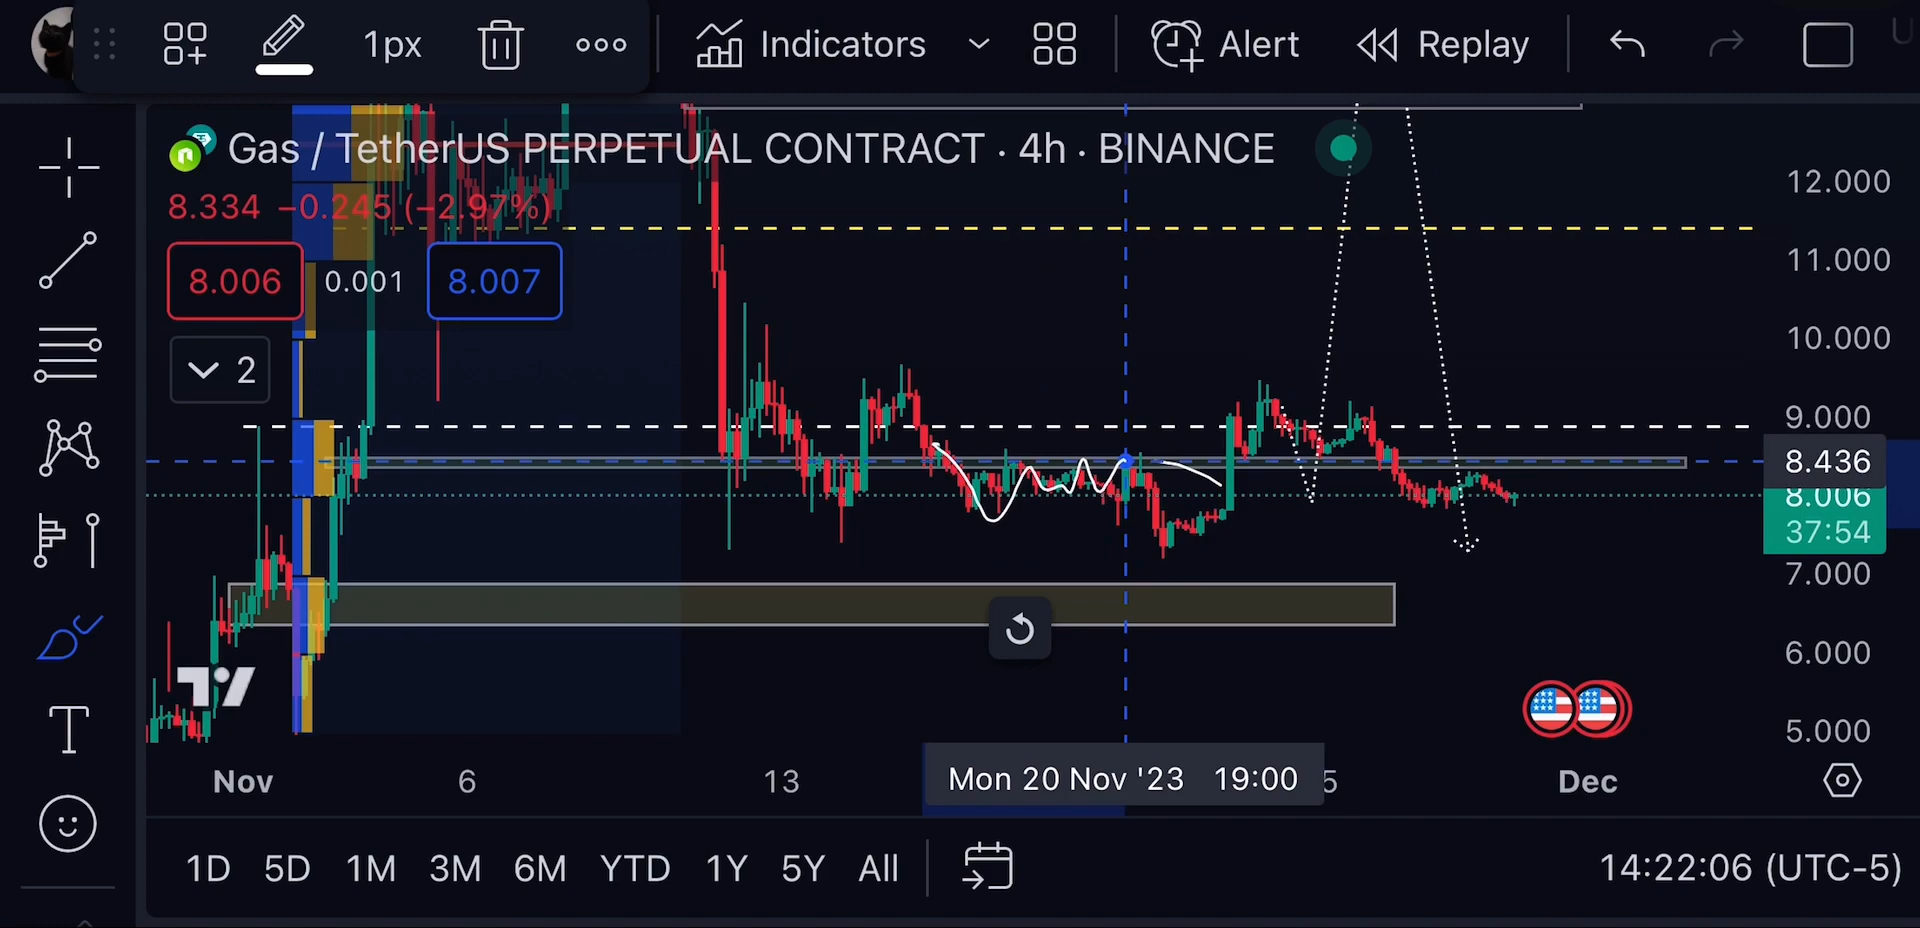 1px
Indicators
Alert
Replay
U
Gas / TetherUS PERPETUAL CONTRACT · 4h · BINANCE
8.334 −0.245 (−2.97%)
8.006
0.001
8.007
2
12.000
11.000
10.000
9.000
8.436
8.006
37:54
7.000
6.000
5.000
Nov
6
13
Mon 20 Nov '23 19:00
5
Dec
1D 5D 1M 3M 6M YTD 1Y 5Y All
14:22:06 (UTC-5)